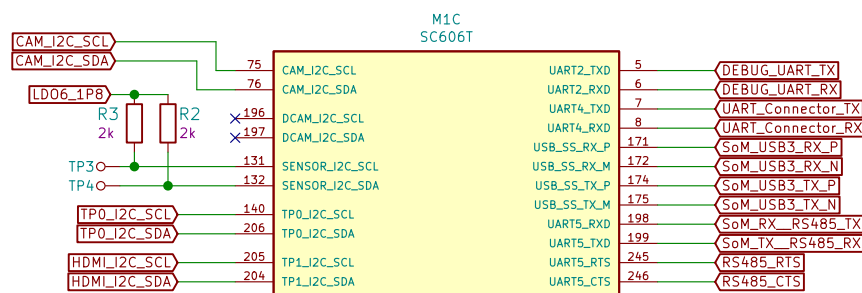 M1C
SC606T
CAM_I2C_SCL 75 CAM_I2C_SCL UART2_TXD 5 DEBUG_UART_TX
CAM_I2C_SDA 76 CAM_I2C_SDA UART2_RXD 6 DEBUG_UART_RX
LDO6_1P8 UART4_TXD 7 UART_Connector_TX
R3 R2 196 DCAM_I2C_SCL UART4_RXD 8 UART_Connector_RX
2k 2k 197 DCAM_I2C_SDA USB_SS_RX_P 171 SoM_USB3_RX_P
TP3 131 SENSOR_I2C_SCL USB_SS_RX_M 172 SoM_USB3_RX_N
TP4 132 SENSOR_I2C_SDA USB_SS_TX_P 174 SoM_USB3_TX_P
USB_SS_TX_M 175 SoM_USB3_TX_N
TP0_I2C_SCL 140 TP0_I2C_SCL UART5_RXD 198 SoM_RX__RS485_TX
TP0_I2C_SDA 206 TP0_I2C_SDA UART5_TXD 199 SoM_TX__RS485_RX
HDMI_I2C_SCL 205 TP1_I2C_SCL UART5_RTS 245 RS485_RTS
HDMI_I2C_SDA 204 TP1_I2C_SDA UART5_CTS 246 RS485_CTS